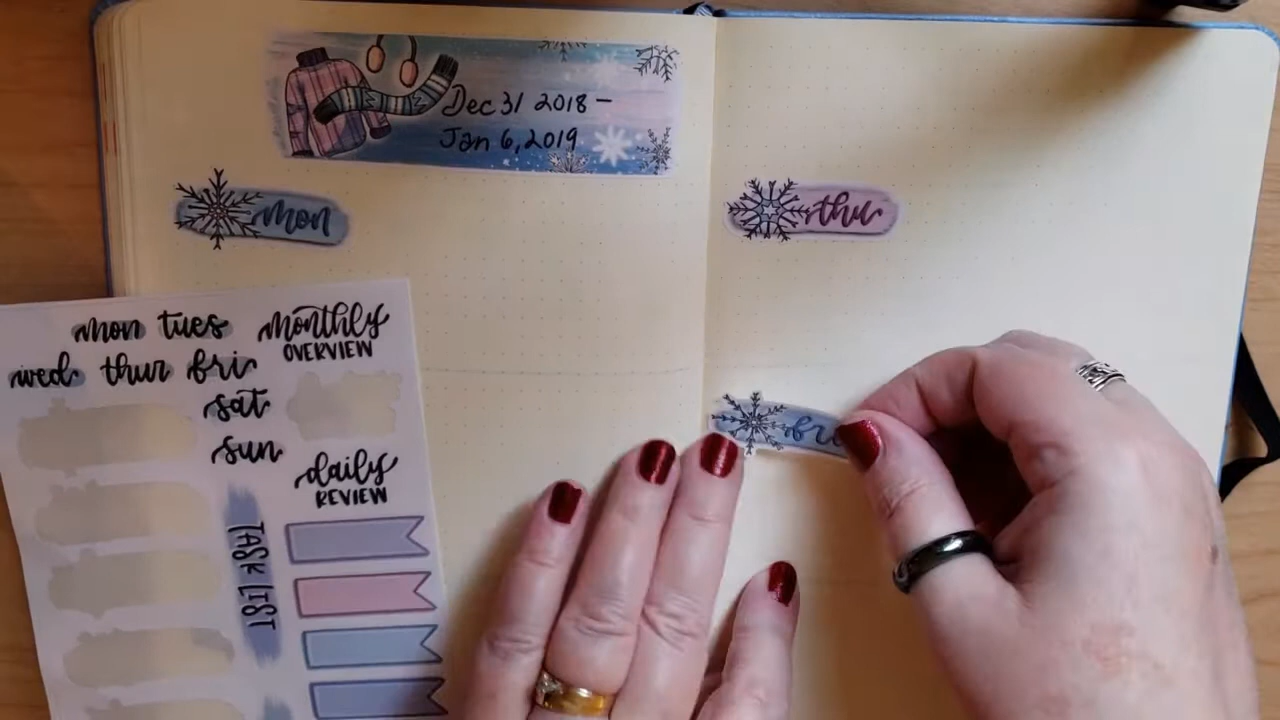 Dec 31 2018 –
Jan 6, 2019
mon
thu
fri
mon tues
wed thur fri
sat
sun
monthly
OVERVIEW
daily
REVIEW
TASK LIST